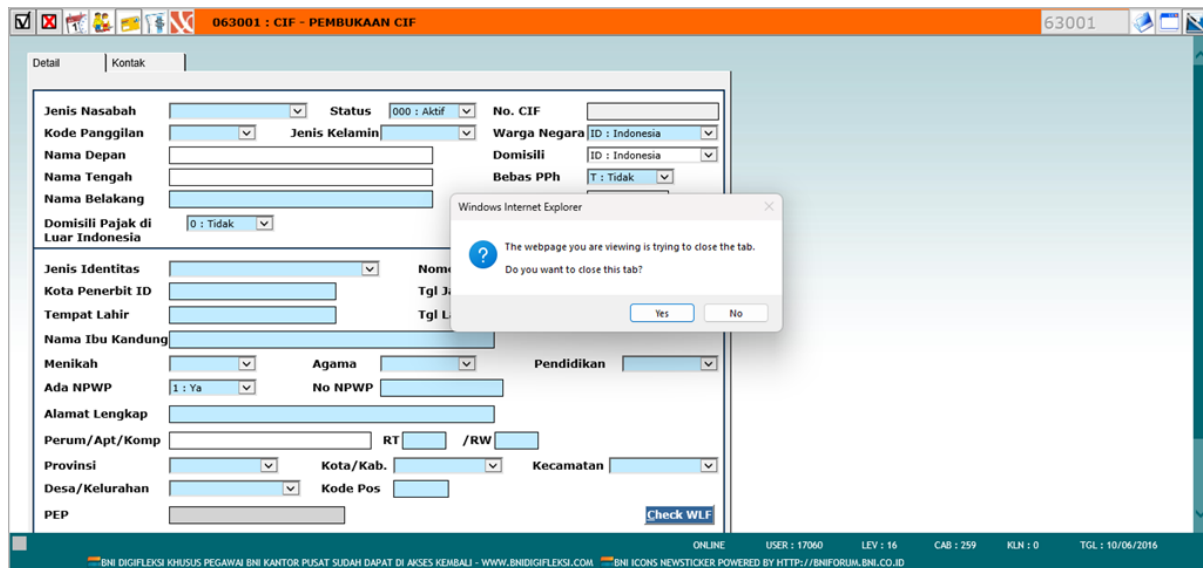 063001 : CIF - PEMBUKAAN CIF
63001
Detail Kontak
Jenis Nasabah Status 000 : Aktif No. CIF
Kode Panggilan Jenis Kelamin Warga Negara ID : Indonesia
Nama Depan Domisili ID : Indonesia
Nama Tengah Bebas PPh T : Tidak
Nama Belakang
Domisili Pajak di
Luar Indonesia
0 : Tidak
Windows Internet Explorer
The webpage you are viewing is trying to close the tab.
Do you want to close this tab?
Yes No
Jenis Identitas
Kota Penerbit ID
Tempat Lahir
Nama Ibu Kandung
Menikah Agama Pendidikan
Ada NPWP 1 : Ya No NPWP
Alamat Lengkap
Perum/Apt/Komp RT /RW
Provinsi Kota/Kab. Kecamatan
Desa/Kelurahan Kode Pos
PEP Check WLF
ONLINE USER : 17060 LEV : 16 CAB : 259 KLN : 0 TGL : 10/06/2016
BNI DIGIFLEKSI KHUSUS PEGAWAI BNI KANTOR PUSAT SUDAH DAPAT DI AKSES KEMBALI - WWW.BNIDIGIFLEKSI.COM BNI ICONS NEWSTICKER POWERED BY HTTP://BNIFORUM.BNI.CO.ID